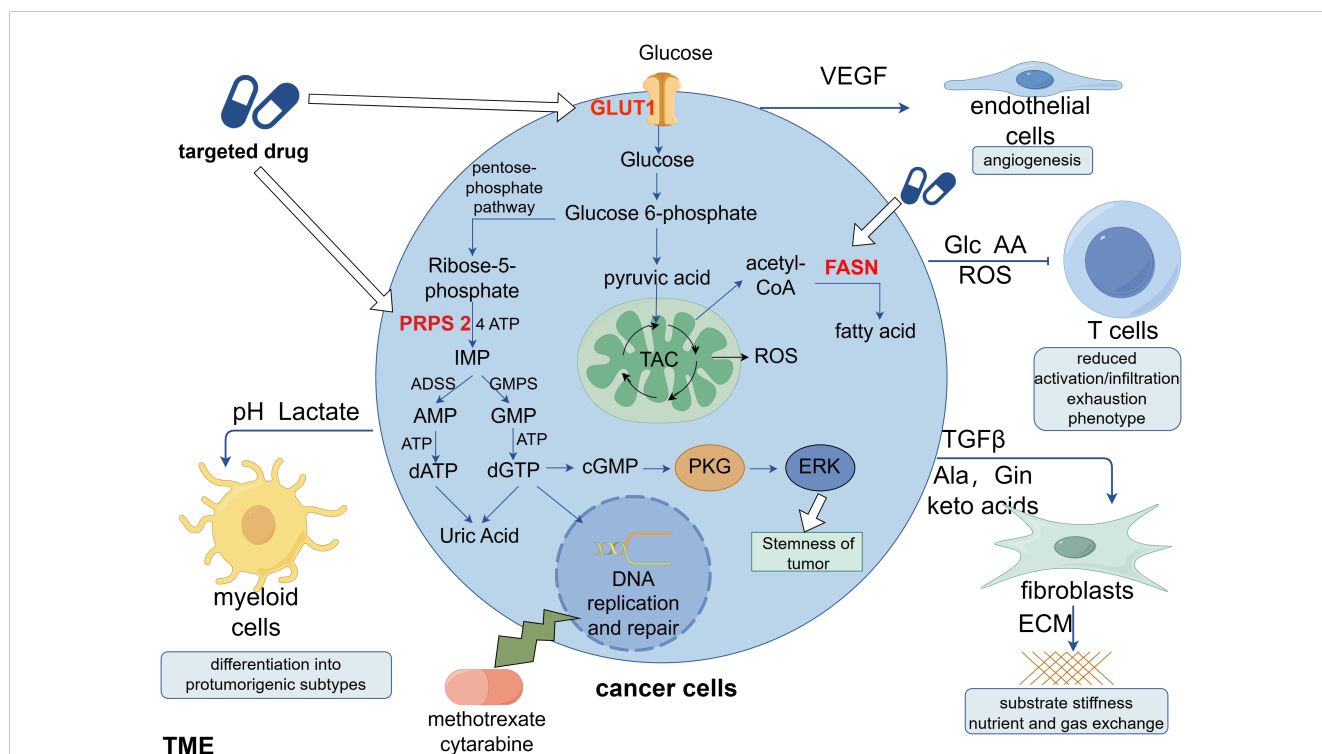 Glucose
GLUT1
VEGF
endothelial
cells
angiogenesis
targeted drug
Glucose
pentose-
phosphate
pathway
Glucose 6-phosphate
Glc AA
ROS
T cells
reduced
activation/infiltration
exhaustion
phenotype
Ribose-5-
phosphate
pyruvic acid
acetyl-
CoA
FASN
fatty acid
PRPS 2
4 ATP
IMP
TAC
ROS
ADSS
GMPS
AMP
GMP
ATP
ATP
dATP
dGTP
cGMP
PKG
ERK
Uric Acid
Stemness of
tumor
DNA
replication
and repair
pH Lactate
myeloid
cells
differentiation into
protumorigenic subtypes
TGFβ
Ala, Gin
keto acids
fibroblasts
ECM
substrate stiffness
nutrient and gas exchange
cancer cells
methotrexate
cytarabine
TME